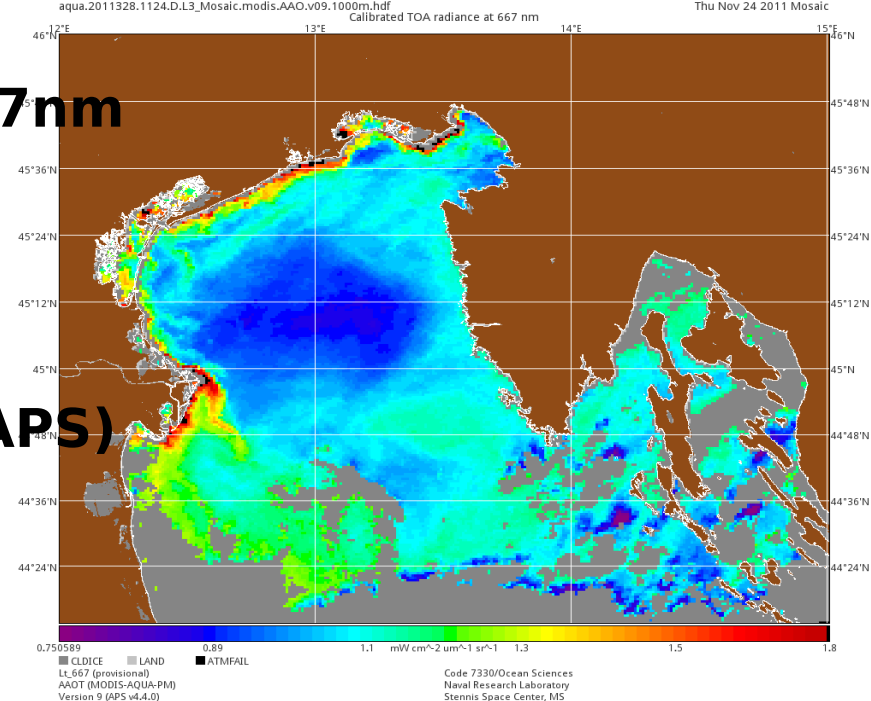 aqua.2011328.1124.D.L3_Mosaic.modis.AAO.v09.1000m.hdf
Thu Nov 24 2011 Mosaic
Calibrated TOA radiance at 667 nm
12°E 13°E 14°E 15°E
46°N 46°N
7nm
45°48'N
45°36'N 45°36'N
45°24'N 45°24'N
45°12'N 45°12'N
45°N 45°N
APS)
44°48'N 44°48'N
44°36'N 44°36'N
44°24'N 44°24'N
0.750589 0.89 1.1 mW cm^-2 um^-1 sr^-1 1.3 1.5 1.8
CLDICE LAND ATMFAIL
Lt_667 (provisional)
AAOT (MODIS-AQUA-PM)
Version 9 (APS v4.4.0)
Code 7330/Ocean Sciences
Naval Research Laboratory
Stennis Space Center, MS